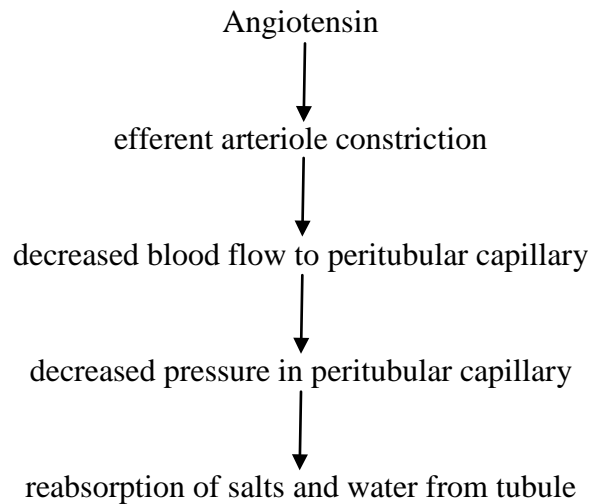 Angiotensin
efferent arteriole constriction
decreased blood flow to peritubular capillary
decreased pressure in peritubular capillary
reabsorption of salts and water from tubule